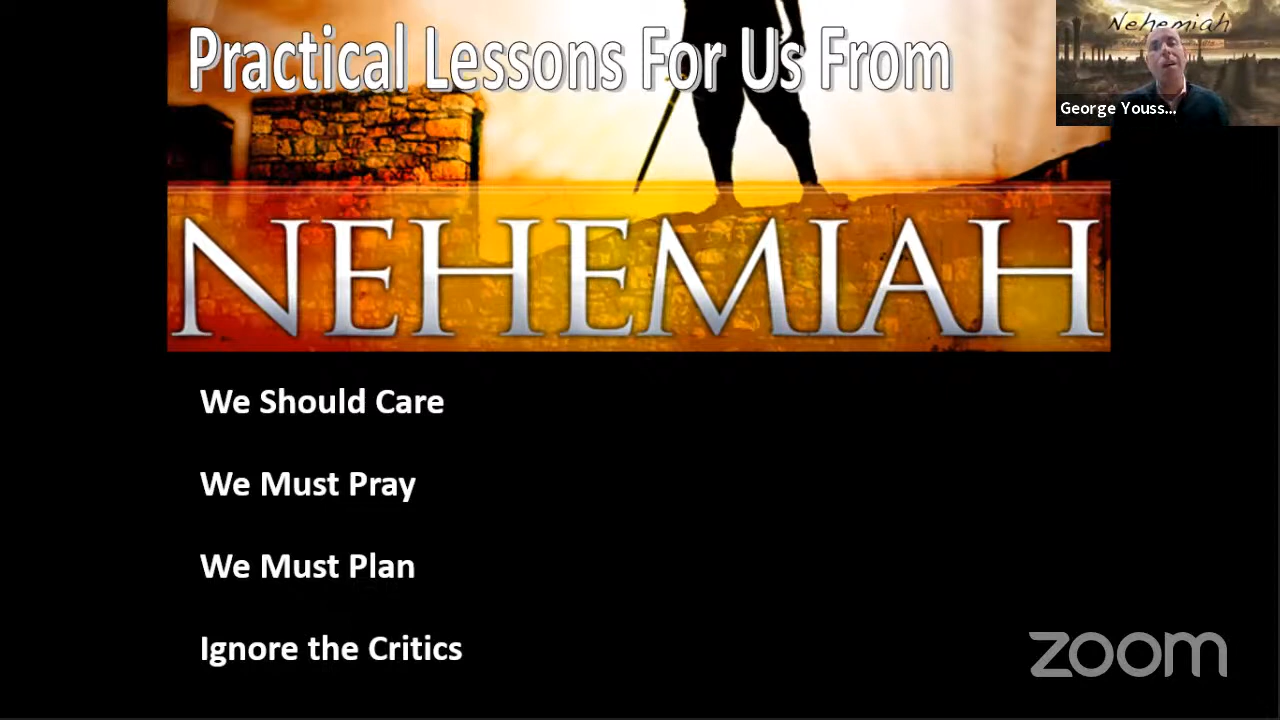 Practical Lessons For Us From
Nehemiah
George Youss...
NEHEMIAH
We Should Care
We Must Pray
We Must Plan
Ignore the Critics
zoom